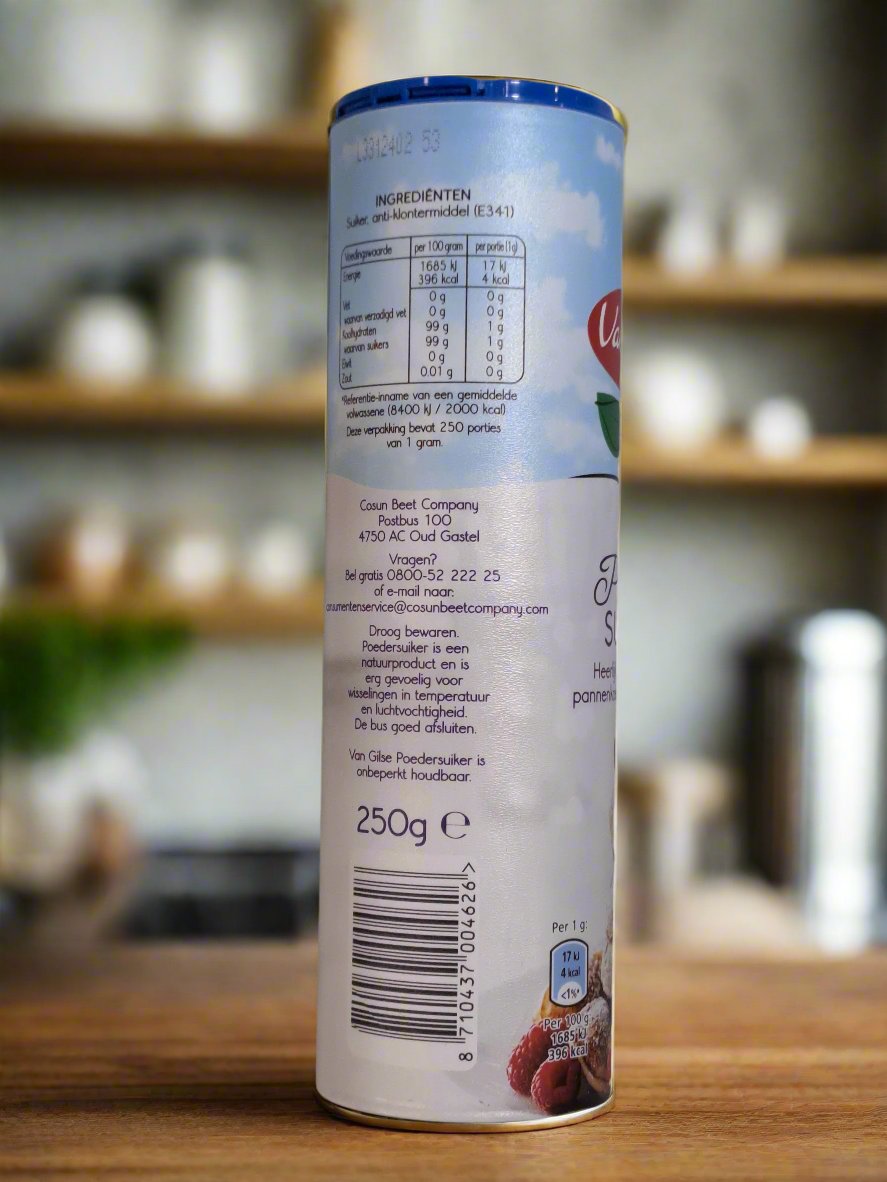 L3312402 53
INGREDIËNTEN
Suiker, anti-klontermiddel (E341)
Voedingswaarde per 100 gram per portie (1g)
Energie 1685 kJ 17 kJ
396 kcal 4 kcal
Vet 0 g 0 g
waarvan verzadigd vet 0 g 0 g
Koolhydraten 99 g 1 g
waarvan suikers 99 g 1 g
Eiwit 0 g 0 g
Zout 0.01 g 0 g
*Referentie-inname van een gemiddelde
volwassene (8400 kJ / 2000 kcal)
Deze verpakking bevat 250 porties
van 1 gram.
Cosun Beet Company
Postbus 100
4750 AC Oud Gastel
Vragen?
Bel gratis 0800-52 222 25
of e-mail naar:
onsumentenservice@cosunbeetcompany.com
Droog bewaren.
Poedersuiker is een
natuurproduct en is
erg gevoelig voor
wisselingen in temperatuur
en luchtvochtigheid.
De bus goed afsluiten.
Van Gilse Poedersuiker is
onbeperkt houdbaar.
250g ℮
8 710437 004626 >
Va
P
Heerlij
pannenko
Per 1 g:
17 kJ
4 kcal
<1%*
Per 100 g
1685 kJ
396 kcal